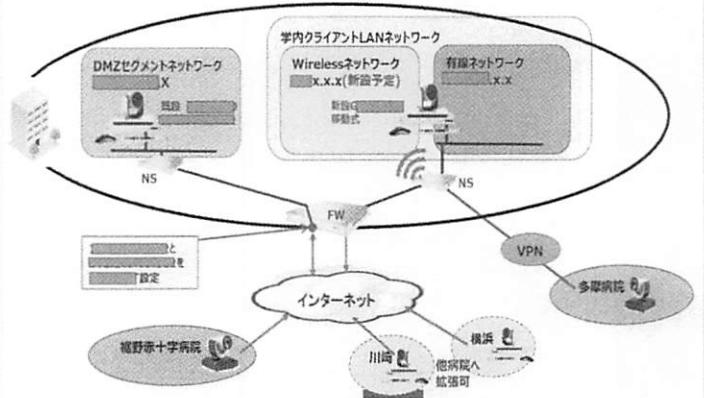 学内クライアントLANネットワーク
DMZセグメントネットワーク
.X
既設
Wirelessネットワーク
x.x.x(新設予定)
新設G
移動式
有線ネットワーク
.x.x
NS
NS
FW
と
を
設定
VPN
インターネット
多摩病院
裾野赤十字病院
川崎
横浜
他病院へ
拡張可